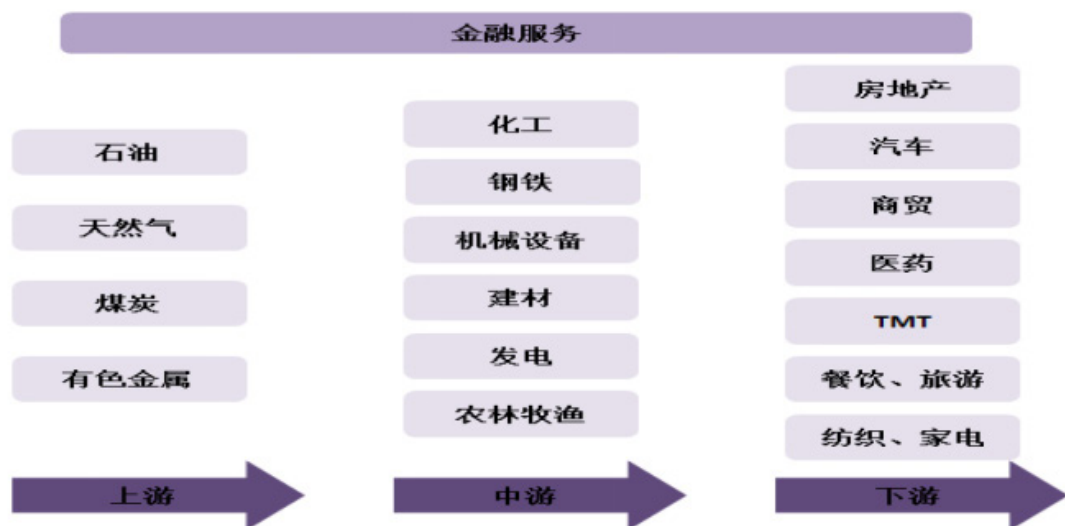 金融服务
石油
天然气
煤炭
有色金属
上游
化工
钢铁
机械设备
建材
发电
农林牧渔
中游
房地产
汽车
商贸
医药
TMT
餐饮、旅游
纺织、家电
下游